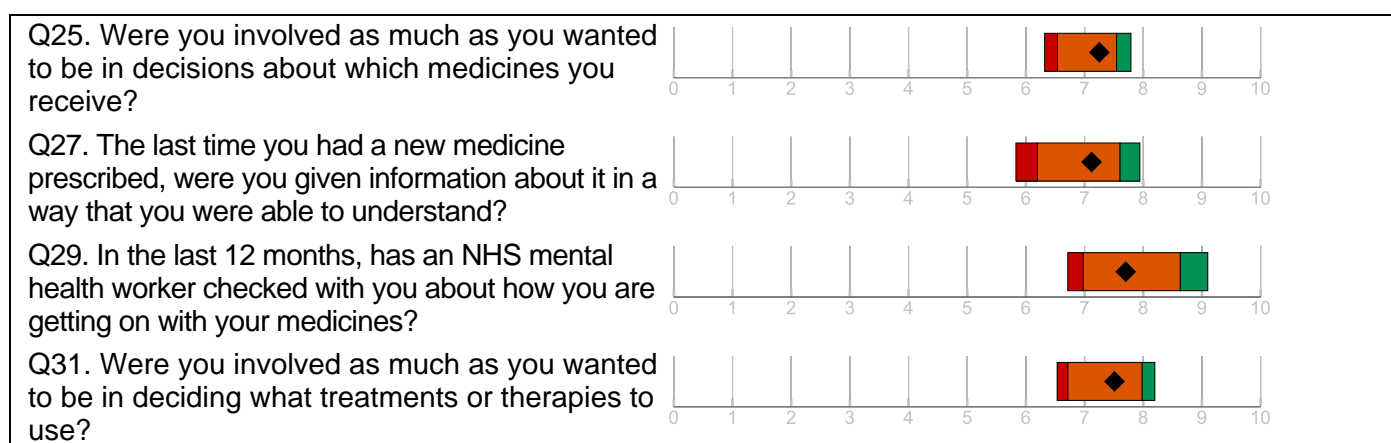 Q25. Were you involved as much as you wanted
to be in decisions about which medicines you
receive?
0 1 2 3 4 5 6 7 8 9 10
Q27. The last time you had a new medicine
prescribed, were you given information about it in a
way that you were able to understand?
0 1 2 3 4 5 6 7 8 9 10
Q29. In the last 12 months, has an NHS mental
health worker checked with you about how you are
getting on with your medicines?
0 1 2 3 4 5 6 7 8 9 10
Q31. Were you involved as much as you wanted
to be in deciding what treatments or therapies to
use?
0 1 2 3 4 5 6 7 8 9 10